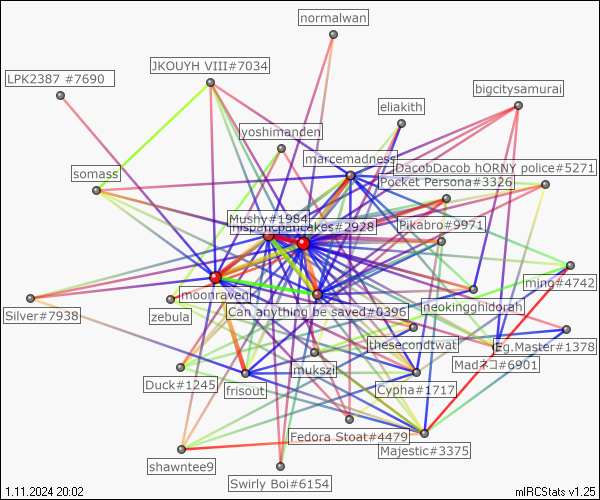 normalwan
JKOUYH VIII#7034
LPK2387 #7690
bigcitysamurai
eliakith
yoshimanden
marcemadness
DacobDacob hORNY police#5271
somass
Pocket Persona#3326
Mushy#1984
Hispanicpancakes#2928
Pikabro#9971
ming#4742
moonraven
neokingghidorah
Silver#7938
zebula
Can anything be saved#0396
thesecondtwat
Eg.Master#1378
Madネコ#6901
mukszi
Duck#1245
frisout
Cypha#1717
Fedora Stoat#4479
Majestic#3375
shawntee9
Swirly Boi#6154
1.11.2024 20:02
mIRCStats v1.25